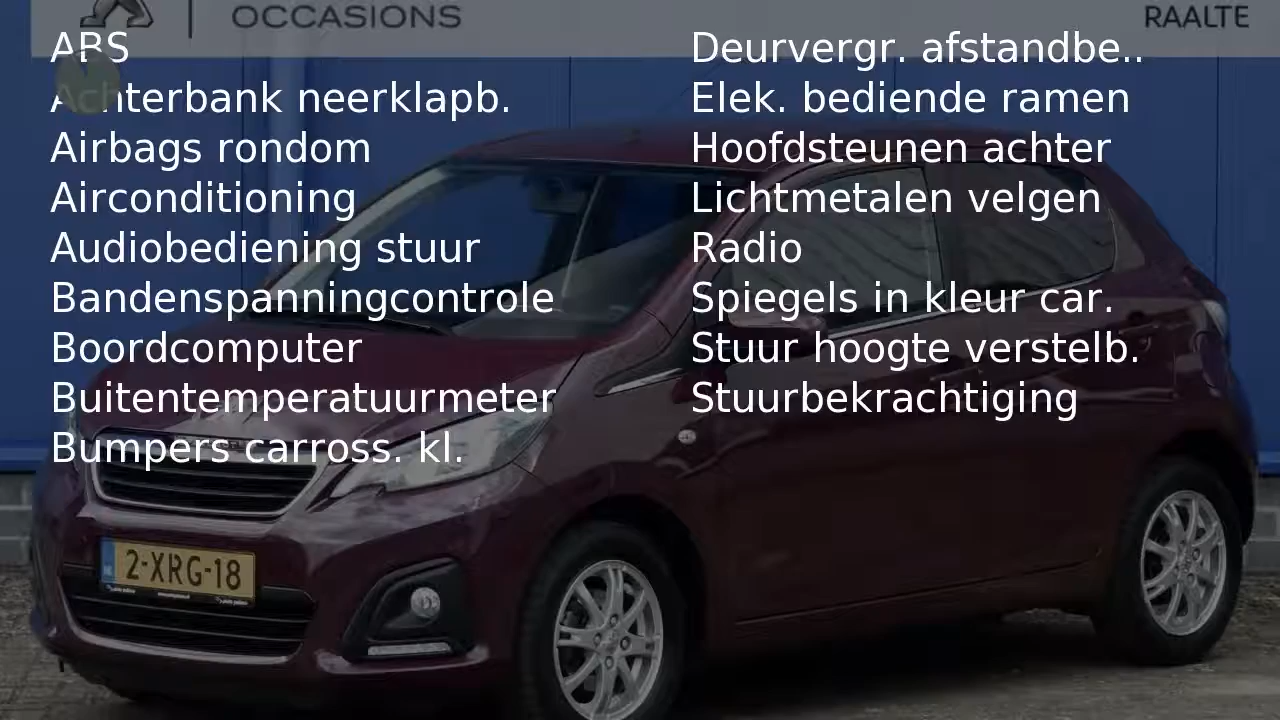 OCCASIONS
RAALTE
ABS
Achterbank neerklapb.
Airbags rondom
Airconditioning
Audiobediening stuur
Bandenspanningcontrole
Boordcomputer
Buitentemperatuurmeter
Bumpers carross. kl.
Deurvergr. afstandbe..
Elek. bediende ramen
Hoofdsteunen achter
Lichtmetalen velgen
Radio
Spiegels in kleur car.
Stuur hoogte verstelb.
Stuurbekrachtiging
NL
2-XRG-18